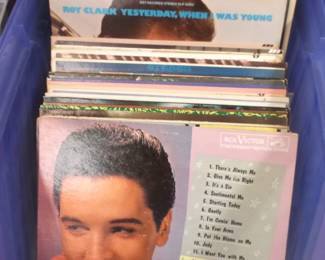 ROY CLARK YESTERDAY, WHEN I WAS YOUNG
RCA VICTOR
1. There's Always Me
2. Give Me the Right
3. It's a Sin
4. Sentimental Me
5. Starting Today
6. Gently
7. I'm Comin' Home
8. In Your Arms
9. Put the Blame on Me
10. Judy
11. I Want You with Me